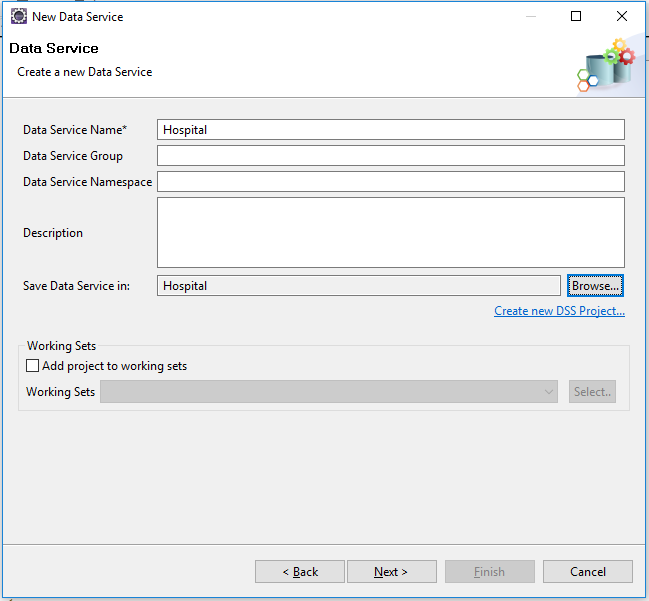 New Data Service
Data Service
Create a new Data Service
Data Service Name* Hospital
Data Service Group
Data Service Namespace
Description
Save Data Service in: Hospital Browse...
Create new DSS Project...
Working Sets
Add project to working sets
Working Sets Select..
< Back Next > Finish Cancel